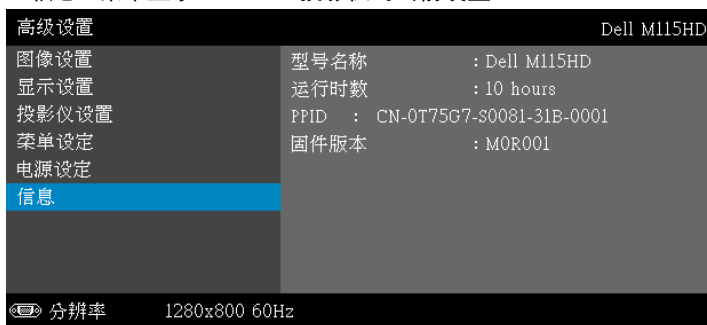 高级设置 Dell M115HD
图像设置
显示设置
投影仪设置
菜单设定
电源设定
信息
型号名称 : Dell M115HD
运行时数 : 10 hours
PPID : CN-0T75G7-S0081-31B-0001
固件版本 : M0R001
分辨率 1280x800 60Hz